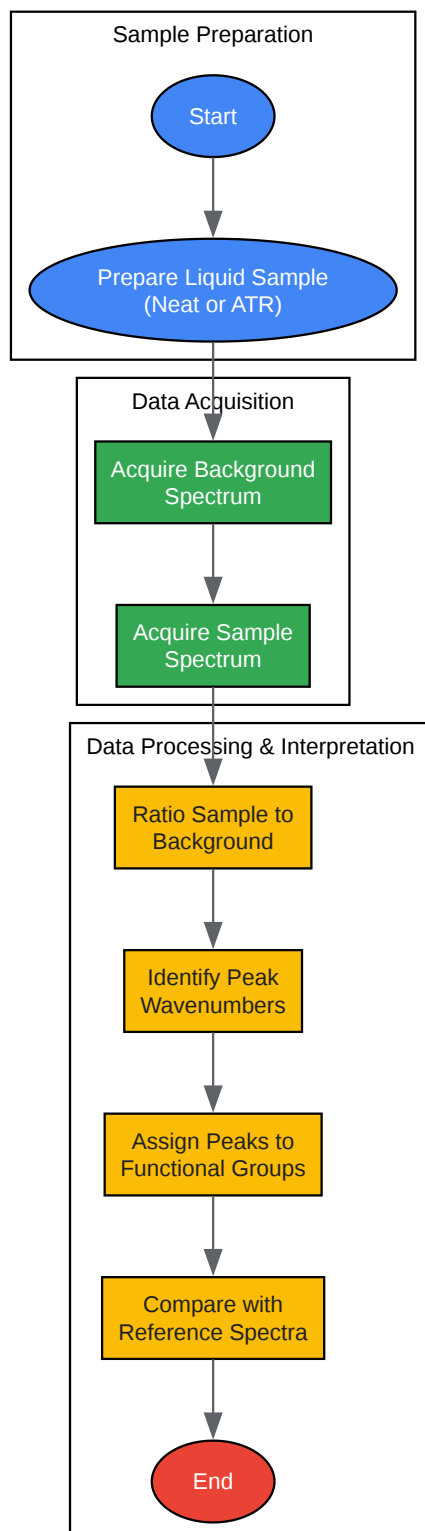 Sample Preparation
Start
Prepare Liquid Sample
(Neat or ATR)
Data Acquisition
Acquire Background
Spectrum
Acquire Sample
Spectrum
Data Processing & Interpretation
Ratio Sample to
Background
Identify Peak
Wavenumbers
Assign Peaks to
Functional Groups
Compare with
Reference Spectra
End